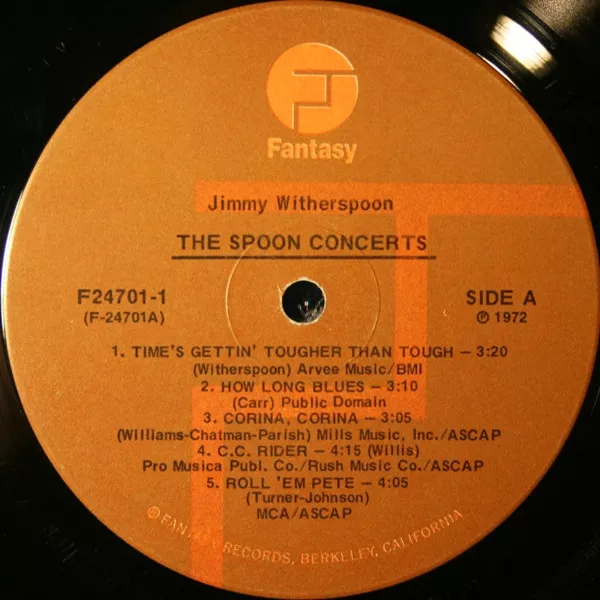 Fantasy
Jimmy Witherspoon
THE SPOON CONCERTS
F24701-1
(F-24701A)
SIDE A
℗ 1972
1. TIME'S GETTIN' TOUGHER THAN TOUGH – 3:20
(Witherspoon) Arvee Music/BMI
2. HOW LONG BLUES – 3:10
(Carr) Public Domain
3. CORINA, CORINA – 3:05
(Williams-Chatman-Parish) Mills Music, Inc./ASCAP
4. C.C. RIDER – 4:15 (Willis)
Pro Musica Publ. Co./Rush Music Co./ASCAP
5. ROLL 'EM PETE – 4:05
(Turner-Johnson)
MCA/ASCAP
© FANTASY RECORDS, BERKELEY, CALIFORNIA